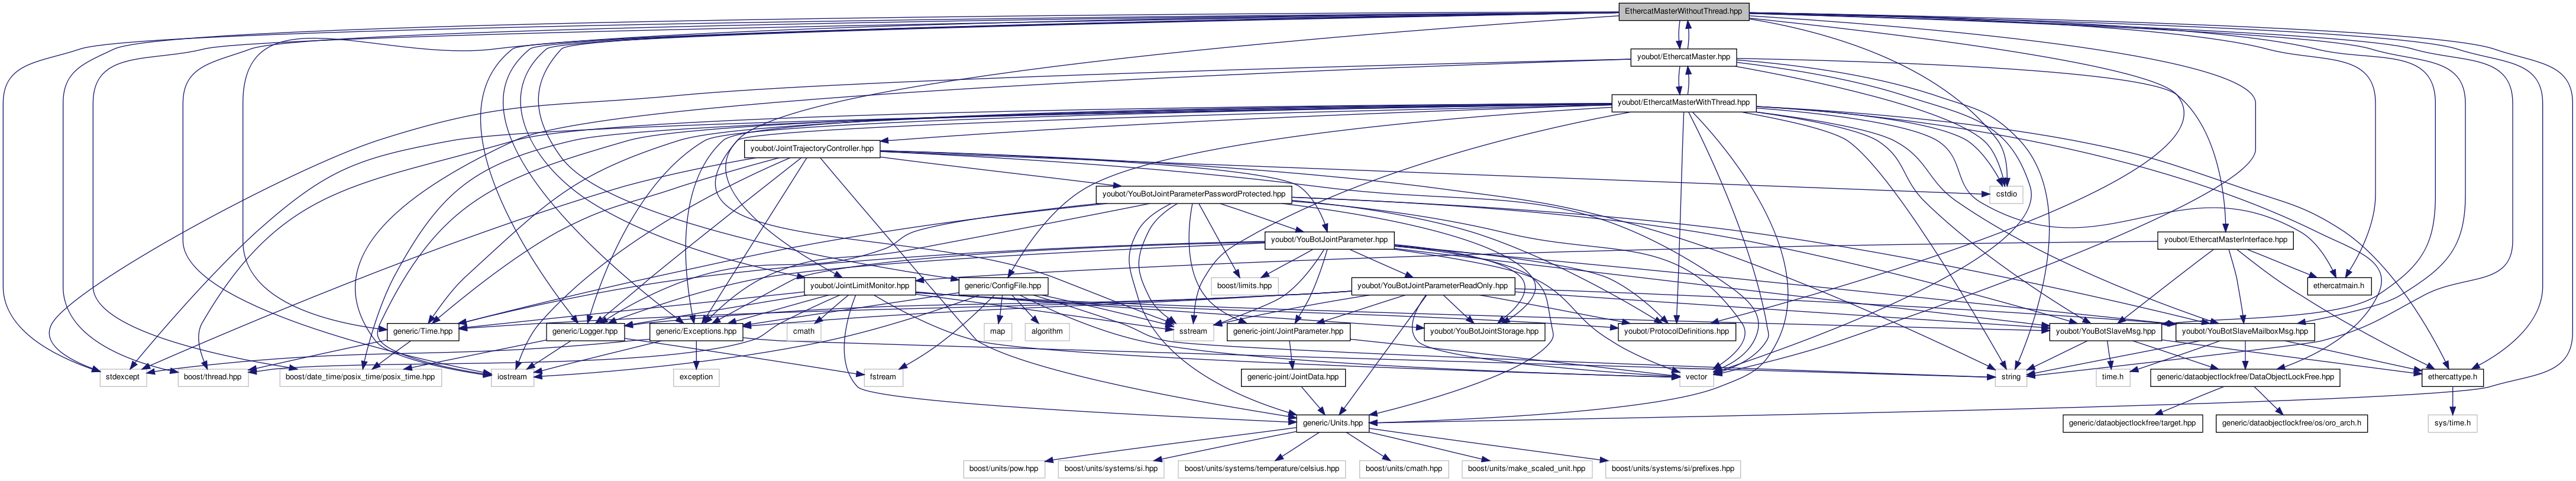 EthercatMasterWithoutThread.hpp
youbot/EthercatMaster.hpp
youbot/EthercatMasterWithThread.hpp
youbot/JointTrajectoryController.hpp
youbot/YouBotJointParameterPasswordProtected.hpp
cstdio
youbot/YouBotJointParameter.hpp
youbot/EthercatMasterInterface.hpp
youbot/JointLimitMonitor.hpp
generic/ConfigFile.hpp
boost/limits.hpp
youbot/YouBotJointParameterReadOnly.hpp
ethercatmain.h
generic/Time.hpp
generic/Logger.hpp
generic/Exceptions.hpp
cmath
map
algorithm
sstream
generic-joint/JointParameter.hpp
youbot/YouBotJointStorage.hpp
youbot/ProtocolDefinitions.hpp
youbot/YouBotSlaveMsg.hpp
youbot/YouBotSlaveMailboxMsg.hpp
stdexcept
boost/thread.hpp
boost/date_time/posix_time/posix_time.hpp
iostream
exception
fstream
generic-joint/JointData.hpp
vector
string
time.h
generic/dataobjectlockfree/DataObjectLockFree.hpp
ethercattype.h
generic/Units.hpp
generic/dataobjectlockfree/target.hpp
generic/dataobjectlockfree/os/oro_arch.h
sys/time.h
boost/units/pow.hpp
boost/units/systems/si.hpp
boost/units/systems/temperature/celsius.hpp
boost/units/cmath.hpp
boost/units/make_scaled_unit.hpp
boost/units/systems/si/prefixes.hpp